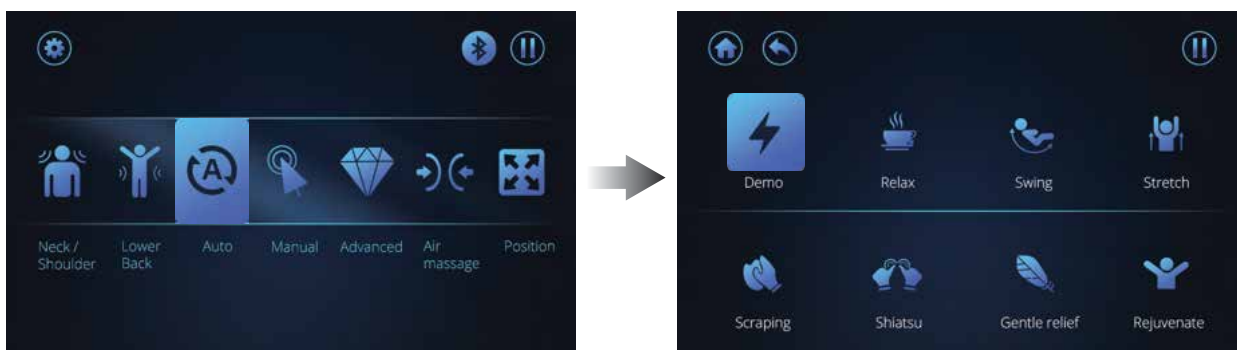 A
Neck / Shoulder
Lower Back
Auto
Manual
Advanced
Air massage
Position
Demo
Relax
Swing
Stretch
Scraping
Shiatsu
Gentle relief
Rejuvenate